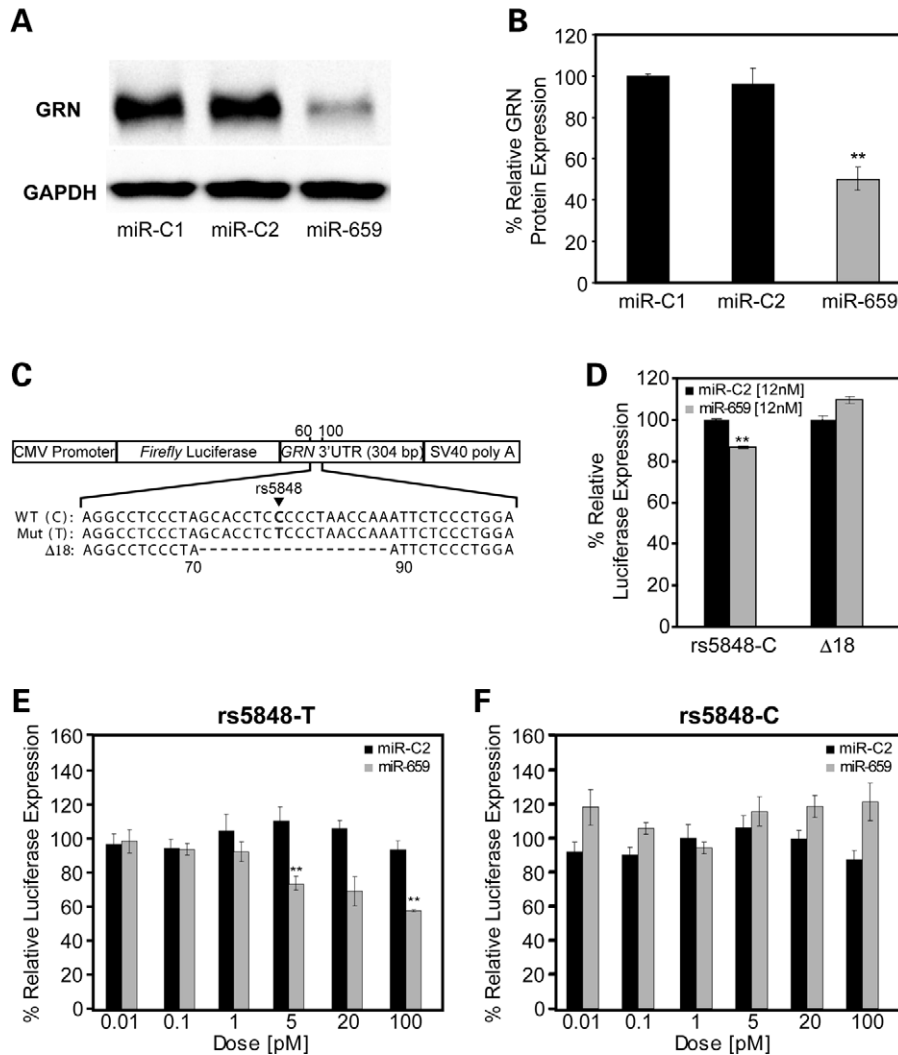 A
GRN
GAPDH
miR-C1 miR-C2 miR-659
B
% Relative GRN
Protein Expression
120
100
80
60
40
20
0
**
miR-C1 miR-C2 miR-659
C
60 100
CMV Promoter Firefly Luciferase GRN 3'UTR (304 bp) SV40 poly A
rs5848
WT (C): AGGCCTCCCTAGCACCTCCCCCTAACCAAATTCTCCCTGGA
Mut (T): AGGCCTCCCTAGCACCTCTCCCTAACCAAATTCTCCCTGGA
Δ18: AGGCCTCCCTA------------------ATTCTCCCTGGA
70 90
D
% Relative
Luciferase Expression
120
100
80
60
40
20
0
miR-C2 [12nM]
miR-659 [12nM]
**
rs5848-C Δ18
E
rs5848-T
% Relative Luciferase Expression
160
140
120
100
80
60
40
20
0
miR-C2
miR-659
**
**
0.01 0.1 1 5 20 100
Dose [pM]
F
rs5848-C
% Relative Luciferase Expression
160
140
120
100
80
60
40
20
0
miR-C2
miR-659
0.01 0.1 1 5 20 100
Dose [pM]